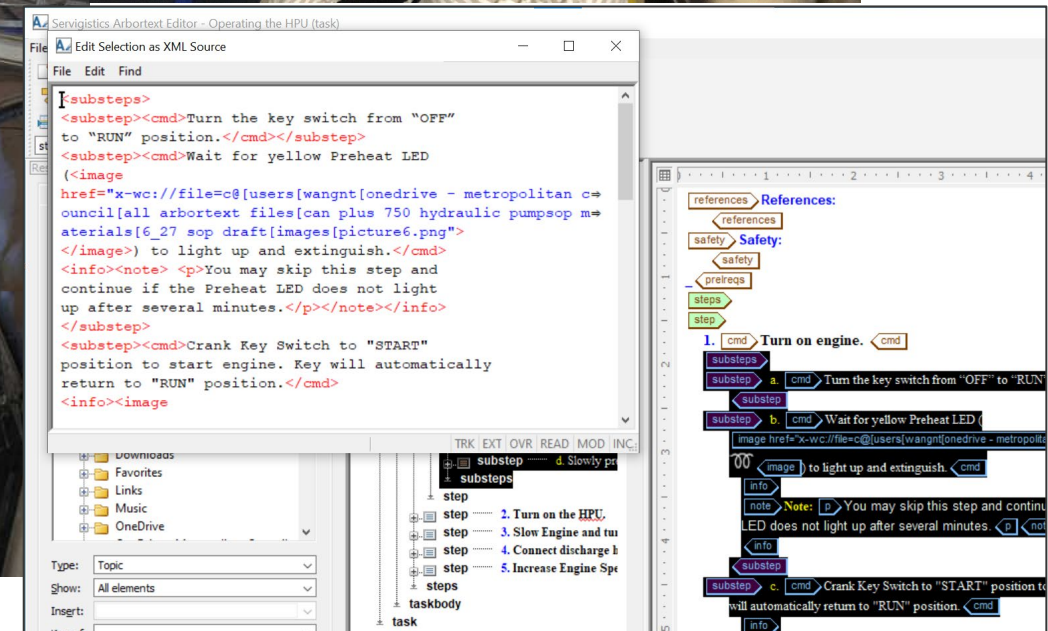 Servigistics Arbortext Editor - Operating the HPU (task)
File
Edit Selection as XML Source
File Edit Find
<substeps>
<substep><cmd>Turn the key switch from “OFF”
to “RUN” position.</cmd></substep>
<substep><cmd>Wait for yellow Preheat LED
(<image
href="x-wc://file=c@[users[wangnt[onedrive - metropolitan c⇒
ouncil[all arbortext files[can plus 750 hydraulic pumpsop m⇒
aterials[6_27 sop draft[images[picture6.png">
</image>) to light up and extinguish.</cmd>
<info><note> <p>You may skip this step and
continue if the Preheat LED does not light
up after several minutes.</p></note></info>
</substep>
<substep><cmd>Crank Key Switch to "START"
position to start engine. Key will automatically
return to "RUN" position.</cmd>
<info><image
TRK EXT OVR READ MOD INC
st
Res
Downloads
Favorites
Links
Music
OneDrive
Type: Topic
Show: All elements
Insert:
substep d. Slowly pr
substeps
step
step 2. Turn on the HPU.
step 3. Slow Engine and tur
step 4. Connect discharge h
step 5. Increase Engine Spe
steps
taskbody
task
1 2 3 4
references References:
references
safety Safety:
safety
prelreqs
steps
step
1. cmd Turn on engine. cmd
substeps
substep a. cmd Turn the key switch from “OFF” to “RUN”
substep
substep b. cmd Wait for yellow Preheat LED (
image href="x-wc://file=c@[users[wangnt[onedrive - metropolita
image ) to light up and extinguish. cmd
info
note Note: p You may skip this step and continu
LED does not light up after several minutes. p not
info
substep
substep c. cmd Crank Key Switch to "START" position to
will automatically return to "RUN" position. cmd
info
2
3
4
5